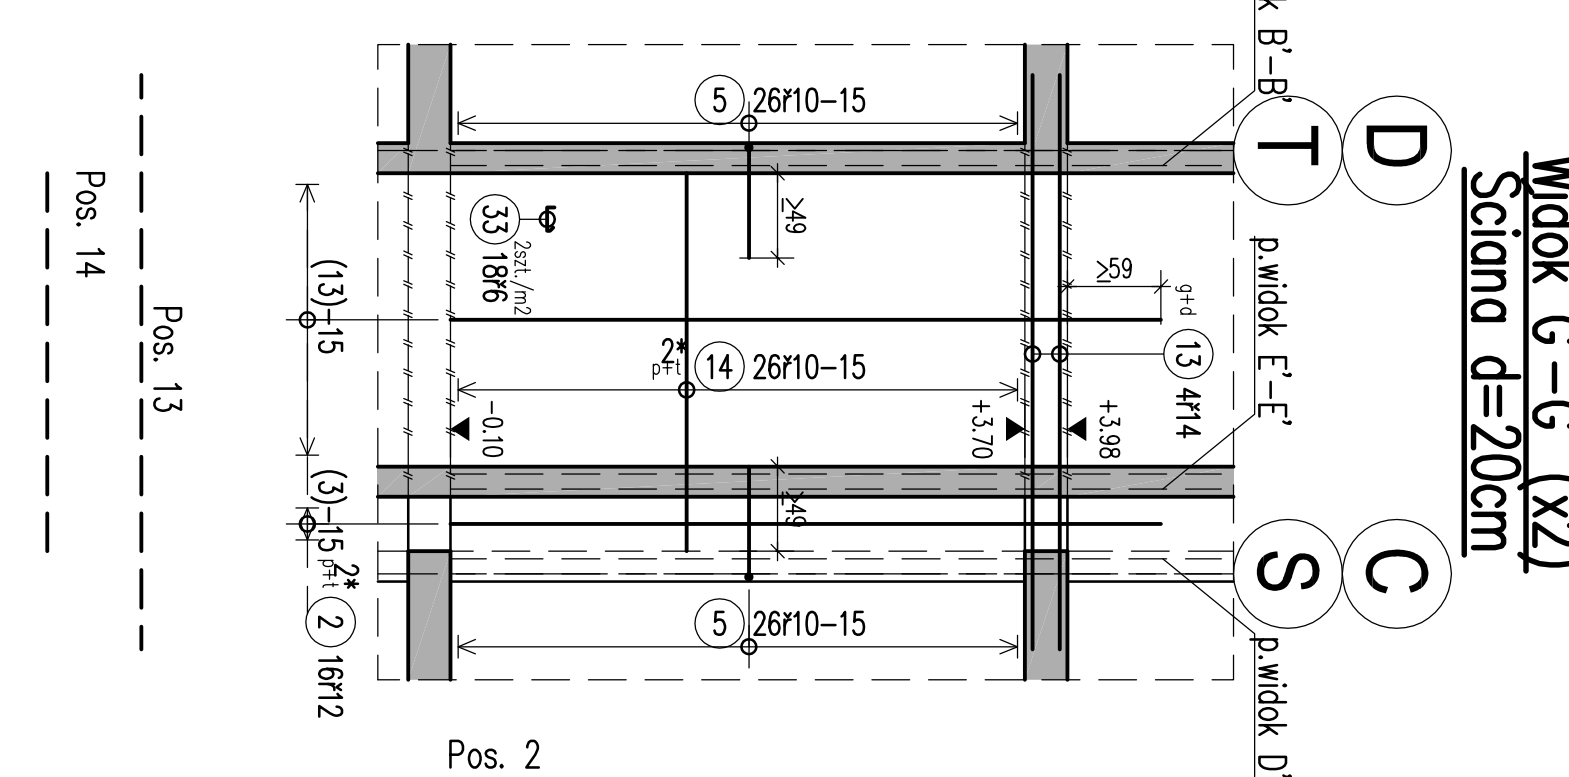 Widok G-G (x2)
Ściana d=20cm
D
T
C
S
k B'-B'
p.widok E'-E'
p.widok D'
5 26ř10-15
≥49
33 18ř6
2szt./m2
≥59
g+d
13 4ř14
2*
p+t
14 26ř10-15
-0.10
+3.70
+3.98
(13)-15
(3)-15
≥49
2*
p+t
2 16ř12
5 26ř10-15
Pos. 14
Pos. 13
Pos. 2